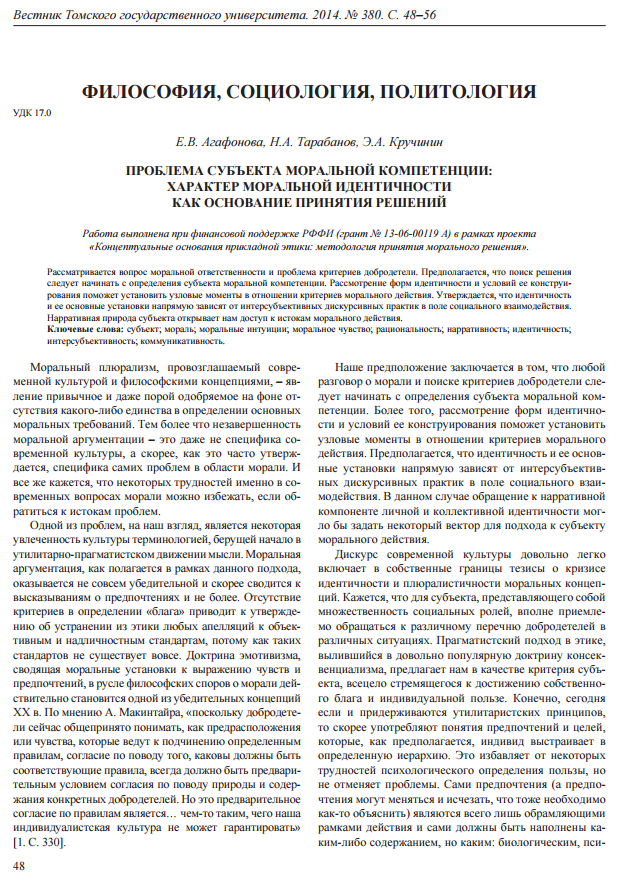 Вестник Томского государственного университета. 2014. № 380. С. 48–56
ФИЛОСОФИЯ, СОЦИОЛОГИЯ, ПОЛИТОЛОГИЯ
УДК 17.0
Е.В. Агафонова, Н.А. Тарабанов, Э.А. Кручинин
ПРОБЛЕМА СУБЪЕКТА МОРАЛЬНОЙ КОМПЕТЕНЦИИ:
ХАРАКТЕР МОРАЛЬНОЙ ИДЕНТИЧНОСТИ
КАК ОСНОВАНИЕ ПРИНЯТИЯ РЕШЕНИЙ
Работа выполнена при финансовой поддержке РФФИ (грант № 13-06-00119 А) в рамках проекта
«Концептуальные основания прикладной этики: методология принятия морального решения».
Рассматривается вопрос моральной ответственности и проблема критериев добродетели. Предполагается, что поиск решения
следует начинать с определения субъекта моральной компетенции. Рассмотрение форм идентичности и условий ее констру-
ирования поможет установить узловые моменты в отношении критериев морального действия. Утверждается, что идентичность
и ее основные установки напрямую зависят от интерсубъективных дискурсивных практик в поле социального взаимодействия.
Нарративная природа субъекта открывает нам доступ к истокам морального действия.
Ключевые слова: субъект; мораль; моральные интуиции; моральное чувство; рациональность; нарративность; идентичность;
интерсубъективность; коммуникативность.
Моральный плюрализм, провозглашаемый совре-
менной культурой и философскими концепциями, – яв-
ление привычное и даже порой одобряемое на фоне от-
сутствия какого-либо единства в определении основных
моральных требований. Тем более что незавершенность
моральной аргументации – это даже не специфика со-
временной культуры, а скорее, как это часто утверж-
дается, специфика самих проблем в области морали. И
все же кажется, что некоторых трудностей именно в со-
временных вопросах морали можно избежать, если об-
ратиться к истокам проблем.
Одной из проблем, на наш взгляд, является некоторая
увлеченность культуры терминологией, берущей начало в
утилитарно-прагматистском движении мысли. Моральная
аргументация, как полагается в рамках данного подхода,
оказывается не совсем убедительной и скорее сводится к
высказываниям о предпочтениях и не более. Отсутствие
критериев в определении «блага» приводит к утвержде-
нию об устранении из этики любых апелляций к объек-
тивным и надличностным стандартам, потому как таких
стандартов не существует вовсе. Доктрина эмотивизма,
сводящая моральные установки к выражению чувств и
предпочтений, в русле философских споров о морали дей-
ствительно становится одной из убедительных концепций
XX в. По мнению А. Макинтайра, «поскольку добродете-
ли сейчас общепринято понимать, как предрасположения
или чувства, которые ведут к подчинению определенным
правилам, согласие по поводу того, каковы должны быть
соответствующие правила, всегда должно быть предвари-
тельным условием согласия по поводу природы и содер-
жания конкретных добродетелей. Но это предварительное
согласие по правилам является… чем-то таким, чего наша
индивидуалистская культура не может гарантировать»
[1. С. 330].
Наше предположение заключается в том, что любой
разговор о морали и поиске критериев добродетели сле-
дует начинать с определения субъекта моральной ком-
петенции. Более того, рассмотрение форм идентично-
сти и условий ее конструирования поможет установить
узловые моменты в отношении критериев морального
действия. Предполагается, что идентичность и ее основ-
ные установки напрямую зависят от интерсубъектив-
ных дискурсивных практик в поле социального взаи-
модействия. В данном случае обращение к нарративной
компоненте личной и коллективной идентичности мог-
ло бы задать некоторый вектор для подхода к субъекту
морального действия.
Дискурс современной культуры довольно легко
включает в собственные границы тезисы о кризисе
идентичности и плюралистичности моральных концеп-
ций. Кажется, что для субъекта, представляющего собой
множественность социальных ролей, вполне приемле-
мо обращаться к различному перечню добродетелей в
различных ситуациях. Прагматистский подход в этике,
вылившийся в довольно популярную доктрину консек-
венциализма, предлагает нам в качестве критерия субъ-
екта, всецело стремящегося к достижению собственно-
го блага и индивидуальной пользе. Конечно, сегодня
если и придерживаются утилитаристских принципов,
то скорее употребляют понятия предпочтений и целей,
которые, как предполагается, индивид выстраивает в
определенную иерархию. Это избавляет от некоторых
трудностей психологического определения пользы, но
не отменяет проблемы. Сами предпочтения (а предпо-
чтения могут меняться и исчезать, что тоже необходимо
как-то объяснить) являются всего лишь обрамляющими
рамками действия и сами должны быть наполнены ка-
ким-либо содержанием, но каким: биологическим, пси-
48